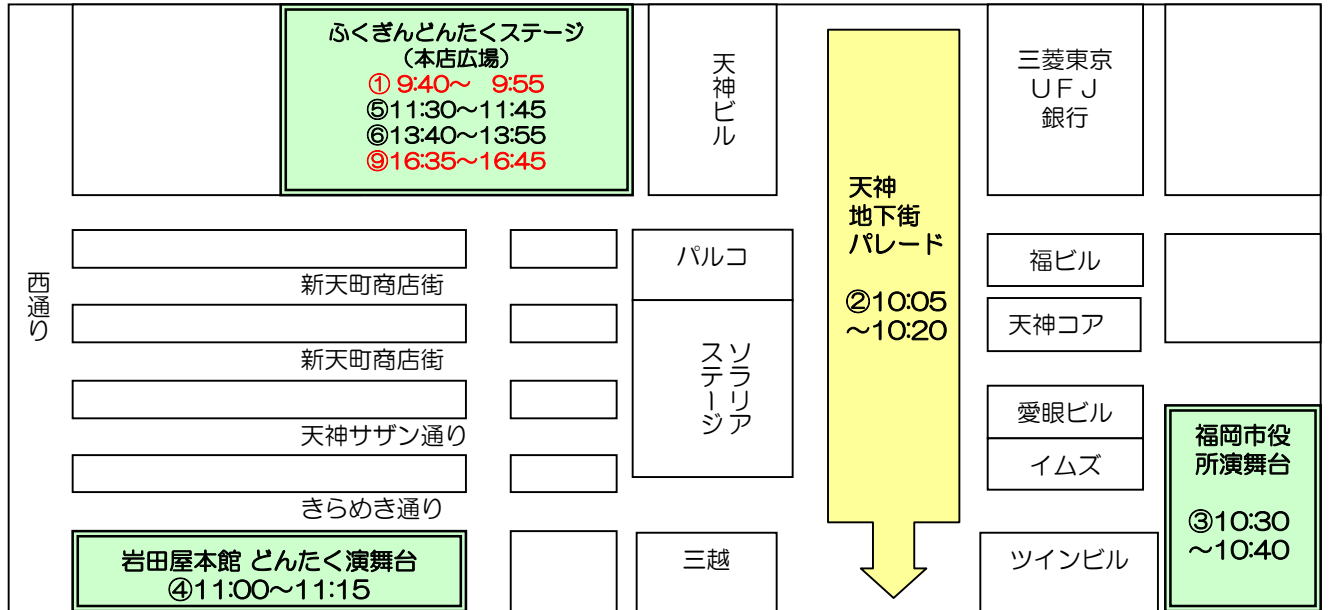 ふくぎんどんたくステージ
(本店広場)
① 9:40～ 9:55
⑤11:30～11:45
⑥13:40～13:55
⑨16:35～16:45
天神ビル
天神
地下街
パレード
②10:05
～10:20
三菱東京
ＵＦＪ
銀行
西通り
新天町商店街
新天町商店街
天神サザン通り
きらめき通り
パルコ
ソラリア
ステージ
福ビル
天神コア
愛眼ビル
イムズ
福岡市役
所演舞台
③10:30
～10:40
岩田屋本館 どんたく演舞台
④11:00～11:15
三越
ツインビル